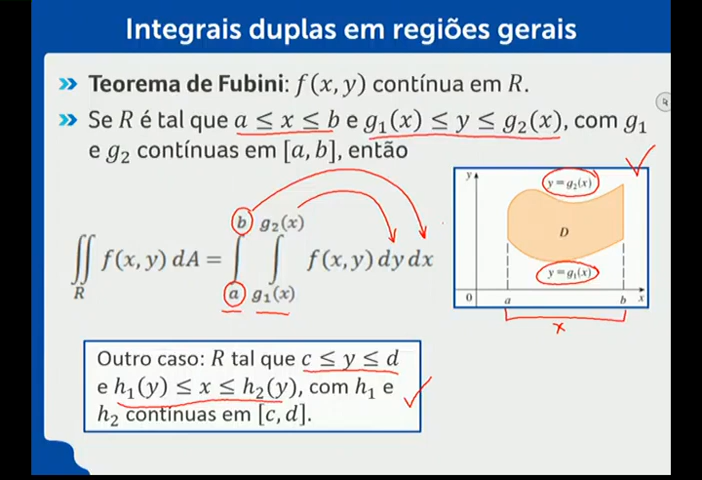 Integrais duplas em regiões gerais
» Teorema de Fubini: f(x, y) contínua em R.
» Se R é tal que a ≤ x ≤ b e g₁(x) ≤ y ≤ g₂(x), com g₁
e g₂ contínuas em [a, b], então
∬_R f(x, y) dA = ∫_a^b ∫_{g₁(x)}^{g₂(x)} f(x, y) dy dx
y
y = g₂(x)
D
y = g₁(x)
0 a b x
x
Outro caso: R tal que c ≤ y ≤ d
e h₁(y) ≤ x ≤ h₂(y), com h₁ e
h₂ contínuas em [c, d].